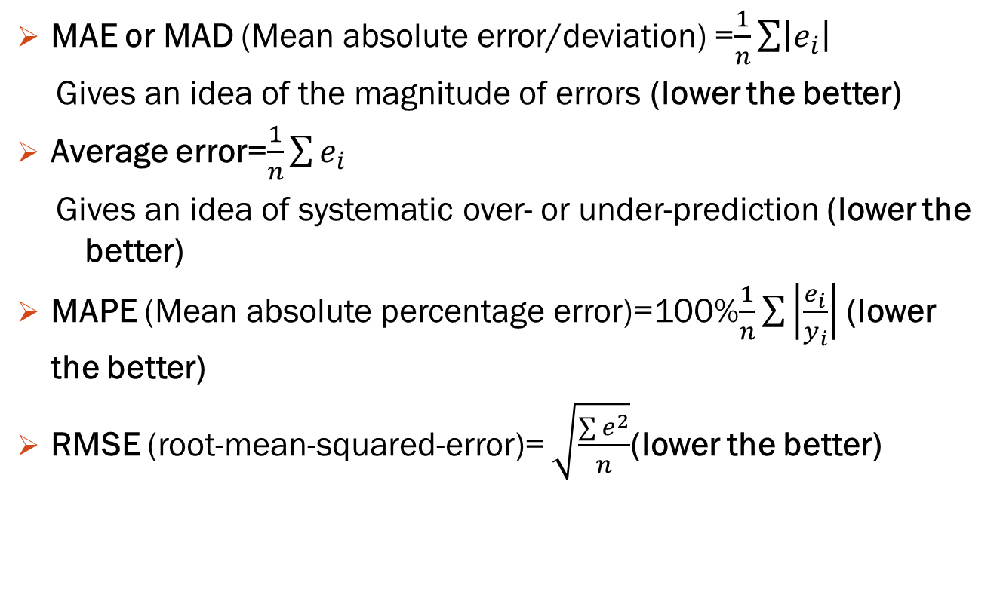 ➢ MAE or MAD (Mean absolute error/deviation) =$\frac{1}{n}\sum|e_i|$
Gives an idea of the magnitude of errors (lower the better)
➢ Average error=$\frac{1}{n}\sum e_i$
Gives an idea of systematic over- or under-prediction (lower the
better)
➢ MAPE (Mean absolute percentage error)=100%$\frac{1}{n}\sum\left|\frac{e_i}{y_i}\right|$ (lower
the better)
➢ RMSE (root-mean-squared-error)= $\sqrt{\frac{\sum e^2}{n}}$(lower the better)